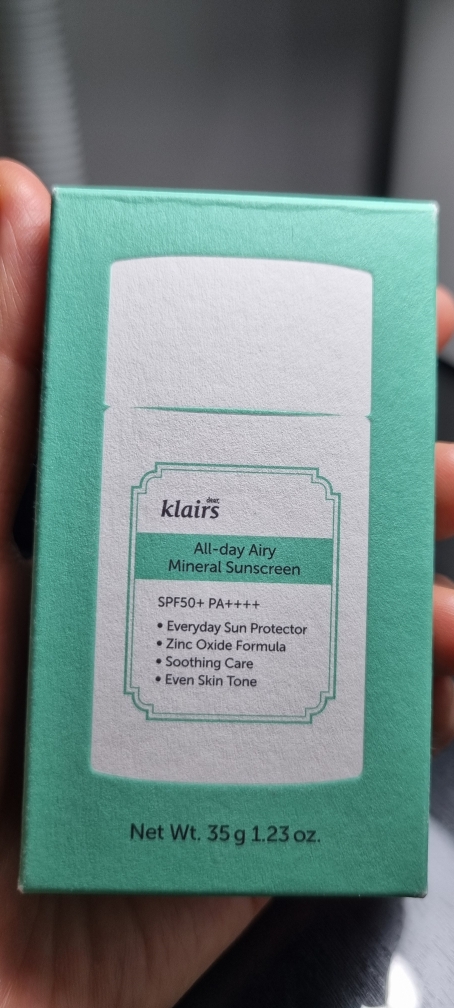 dear,
klairs
All-day Airy
Mineral Sunscreen
SPF50+ PA++++
• Everyday Sun Protector
• Zinc Oxide Formula
• Soothing Care
• Even Skin Tone
Net Wt. 35 g 1.23 oz.